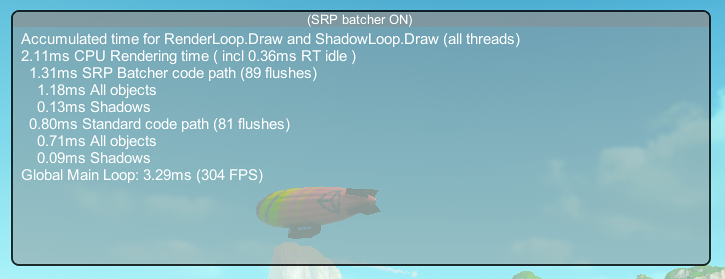 (SRP batcher ON)
Accumulated time for RenderLoop.Draw and ShadowLoop.Draw (all threads)
2.11ms CPU Rendering time ( incl 0.36ms RT idle )
1.31ms SRP Batcher code path (89 flushes)
1.18ms All objects
0.13ms Shadows
0.80ms Standard code path (81 flushes)
0.71ms All objects
0.09ms Shadows
Global Main Loop: 3.29ms (304 FPS)